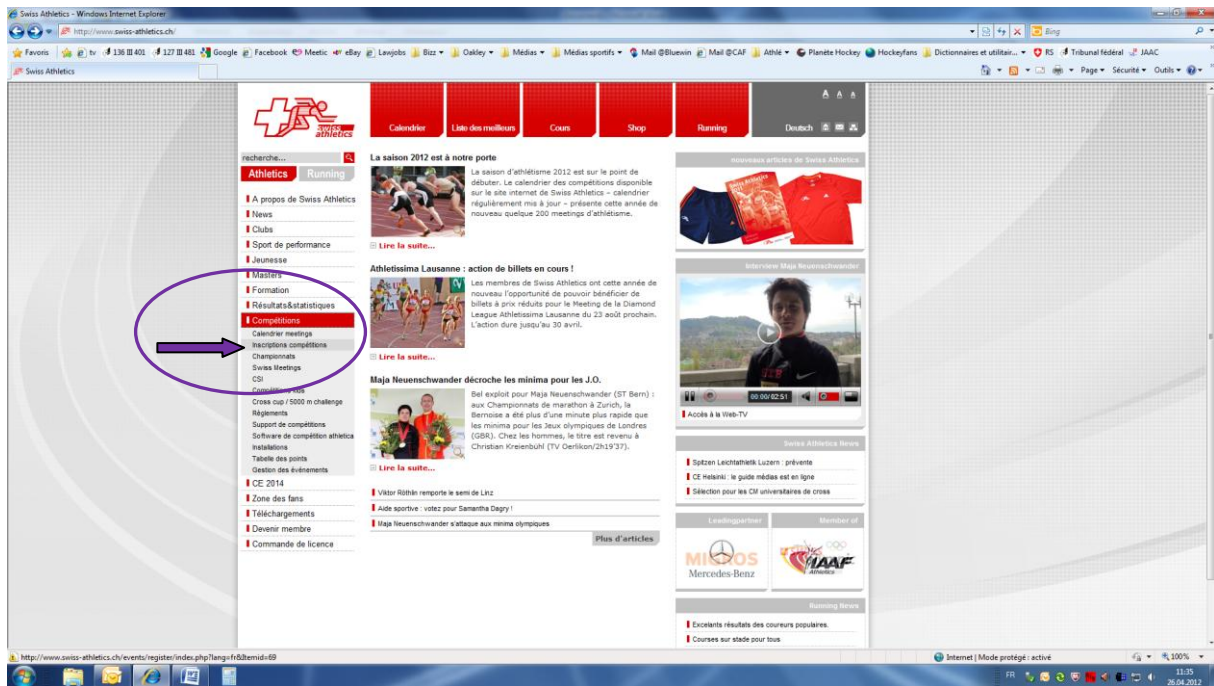 Swiss Athletics - Windows Internet Explorer
http://www.swiss-athletics.ch/
Bing
Favoris tv 136 III 401 127 III 481 Google Facebook Meetic eBay Lawjobs Bizz Oakley Médias Médias sportifs Mail @Bluewin Mail @CAF Athlé Planète Hockey Hockeyfans Dictionnaires et utilitair... RS Tribunal fédéral JAAC
Swiss Athletics
Page Sécurité Outils
A A A
swiss athletics
Calendrier Liste des meilleurs Cours Shop Running Deutsch
recherche...
Athletics Running
A propos de Swiss Athletics
News
Clubs
Sport de performance
Jeunesse
Masters
Formation
Résultats&statistiques
Compétitions
Calendrier meetings
Inscriptions compétitions
Championnats
Swiss Meetings
CSI
Compétitions kids
Cross cup / 5000 m challenge
Règlements
Support de compétitions
Software de compétition athletica
Installations
Tabelle des points
Gestion des événements
CE 2014
Zone des fans
Téléchargements
Devenir membre
Commande de licence
La saison 2012 est à notre porte
La saison d'athlétisme 2012 est sur le point de
débuter. Le calendrier des compétitions disponible
sur le site internet de Swiss Athletics – calendrier
régulièrement mis à jour – présente cette année de
nouveau quelque 200 meetings d'athlétisme.
Lire la suite...
Athletissima Lausanne : action de billets en cours !
Les membres de Swiss Athletics ont cette année de
nouveau l'opportunité de pouvoir bénéficier de
billets à prix réduits pour le Meeting de la Diamond
League Athletissima Lausanne du 23 août prochain.
L'action dure jusqu'au 30 avril.
Lire la suite...
Maja Neuenschwander décroche les minima pour les J.O.
Bel exploit pour Maja Neuenschwander (ST Bern) :
aux Championnats de marathon à Zurich, la
Bernoise a été plus d'une minute plus rapide que
les minima pour les Jeux olympiques de Londres
(GBR). Chez les hommes, le titre est revenu à
Christian Kreienbühl (TV Oerlikon/2h19'37).
Lire la suite...
Viktor Röthlin remporte le semi de Linz
Aide sportive : votez pour Samantha Dagry !
Maja Neuenschwander s'attaque aux minima olympiques
Plus d'articles
nouveaux articles de Swiss Athletics
Interview Maja Neuenschwander
00:00/02:51
Accès à la Web-TV
Swiss Athletics News
Spitzen Leichtathletik Luzern : prévente
CE Helsinki : le guide médias est en ligne
Sélection pour les CM universitaires de cross
Leadingpartner Member of
MIGROS
Mercedes-Benz
IAAF
Athletics
Running News
Excelants résultats des coureurs populaires.
Courses sur stade pour tous
http://www.swiss-athletics.ch/events/register/index.php?lang=fr&Itemid=69
Internet | Mode protégé : activé
100%
FR
11:35
26.04.2012